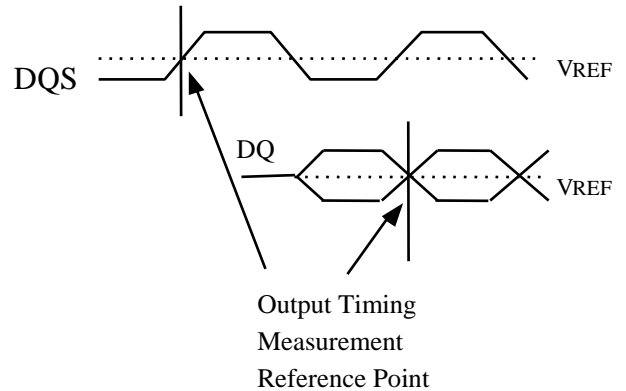 DQS
VREF
DQ
VREF
Output Timing
Measurement
Reference Point